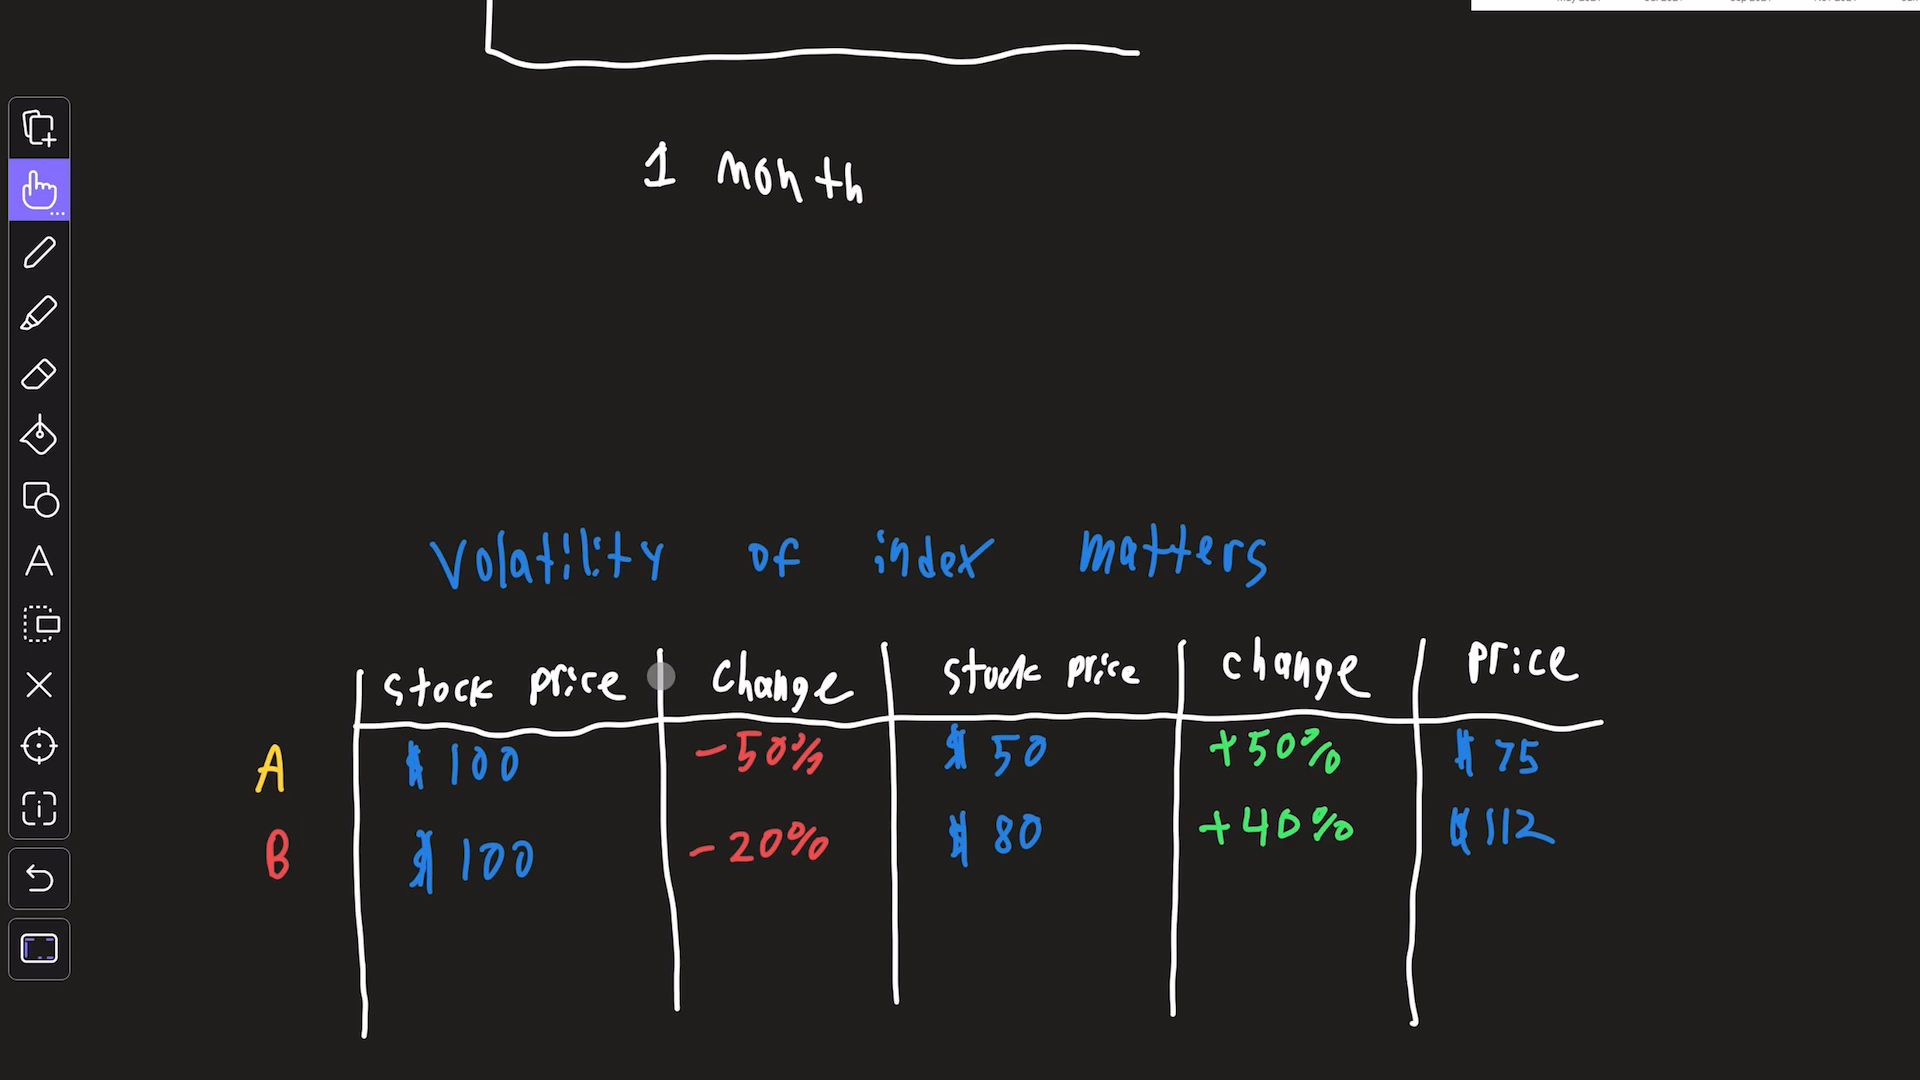 1 month
Volatility of index matters
stock price change stock price change price
A $ 100 -50% $ 50 +50% $ 75
B $ 100 -20% $ 80 +40% $ 112